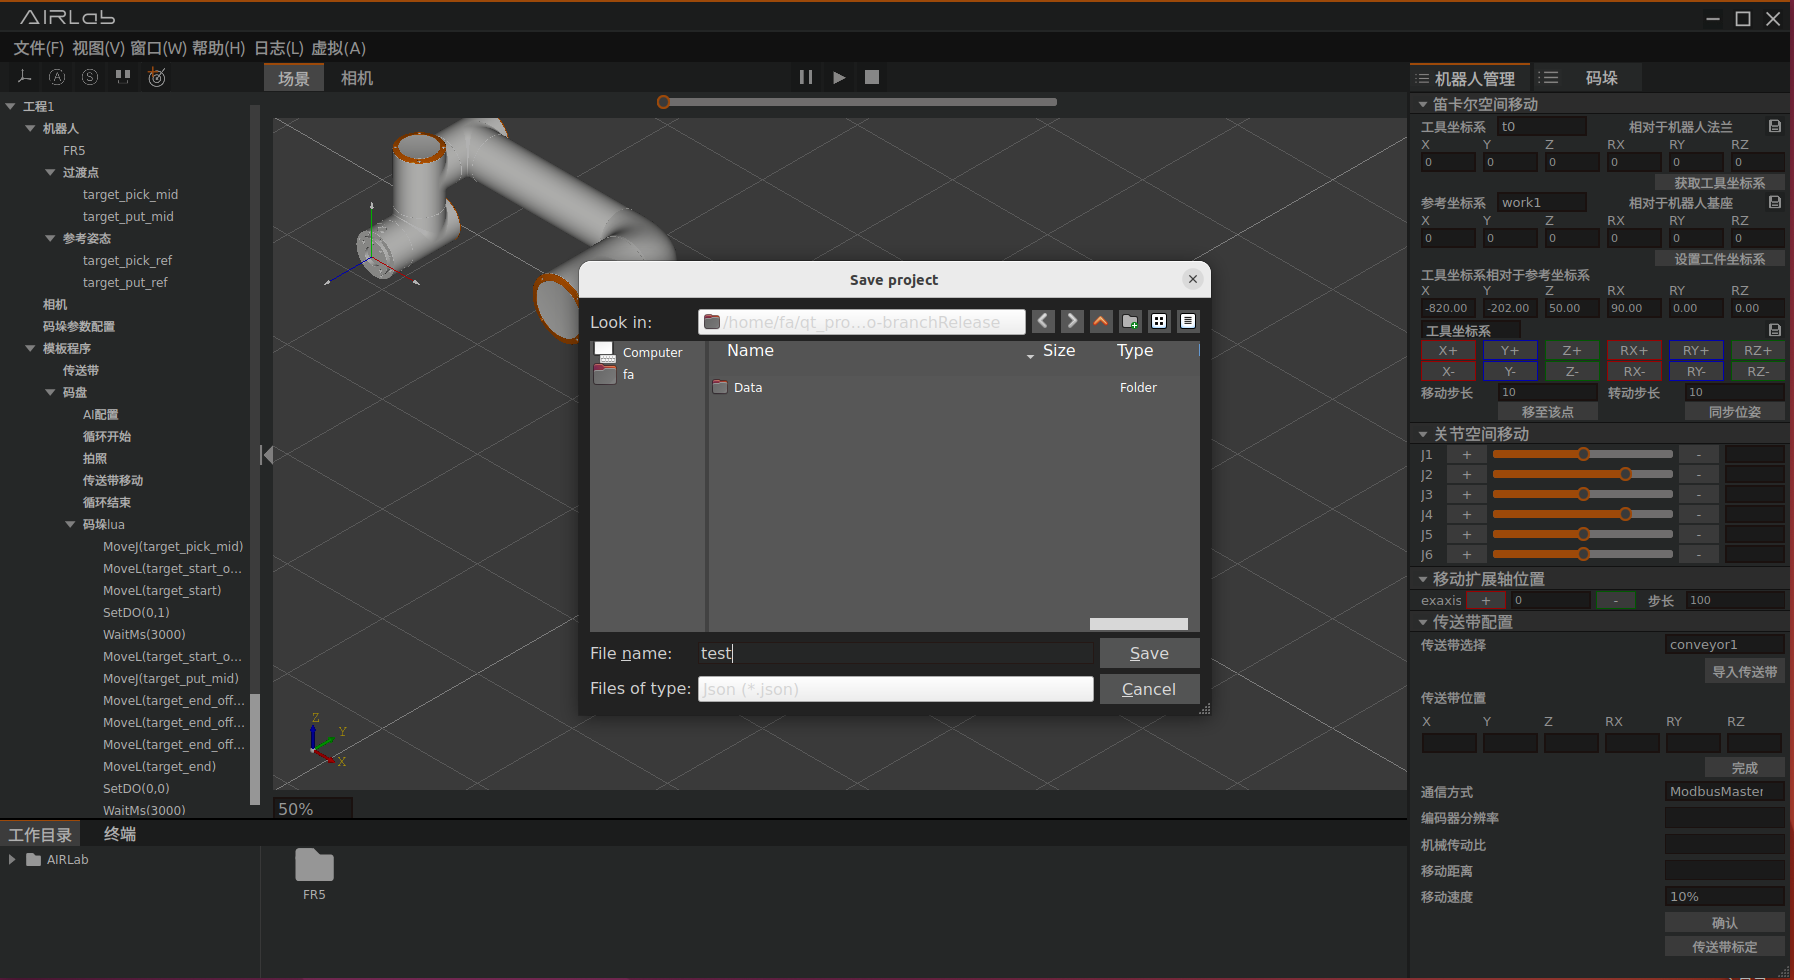 AIRLab
文件(F) 视图(V) 窗口(W) 帮助(H) 日志(L) 虚拟(A)
场景 相机
工程1
机器人
FR5
过渡点
target_pick_mid
target_put_mid
参考姿态
target_pick_ref
target_put_ref
相机
码垛参数配置
模板程序
传送带
码盘
AI配置
循环开始
拍照
传送带移动
循环结束
码垛lua
MoveJ(target_pick_mid)
MoveL(target_start_o...
MoveL(target_start)
SetDO(0,1)
WaitMs(3000)
MoveL(target_start_o...
MoveJ(target_put_mid)
MoveL(target_end_off...
MoveL(target_end_off...
MoveL(target_end_off...
MoveL(target_end)
SetDO(0,0)
WaitMs(3000)
Z
Y
X
50%
Save project
Look in: /home/fa/qt_pro...o-branchRelease
Computer
fa
Name Size Type
Data Folder
File name: test Save
Files of type: Json (*.json) Cancel
工作目录 终端
AIRLab
FR5
机器人管理 码垛
笛卡尔空间移动
工具坐标系 t0 相对于机器人法兰
X Y Z RX RY RZ
0 0 0 0 0 0
获取工具坐标系
参考坐标系 work1 相对于机器人基座
X Y Z RX RY RZ
0 0 0 0 0 0
设置工件坐标系
工具坐标系相对于参考坐标系
X Y Z RX RY RZ
-820.00 -202.00 50.00 90.00 0.00 0.00
工具坐标系
X+ Y+ Z+ RX+ RY+ RZ+
X- Y- Z- RX- RY- RZ-
移动步长 10 转动步长 10
移至该点 同步位姿
关节空间移动
J1 + -
J2 + -
J3 + -
J4 + -
J5 + -
J6 + -
移动扩展轴位置
exaxis + 0 - 步长 100
传送带配置
传送带选择 conveyor1
导入传送带
传送带位置
X Y Z RX RY RZ
完成
通信方式 ModbusMaster
编码器分辨率
机械传动比
移动距离
移动速度 10%
确认
传送带标定